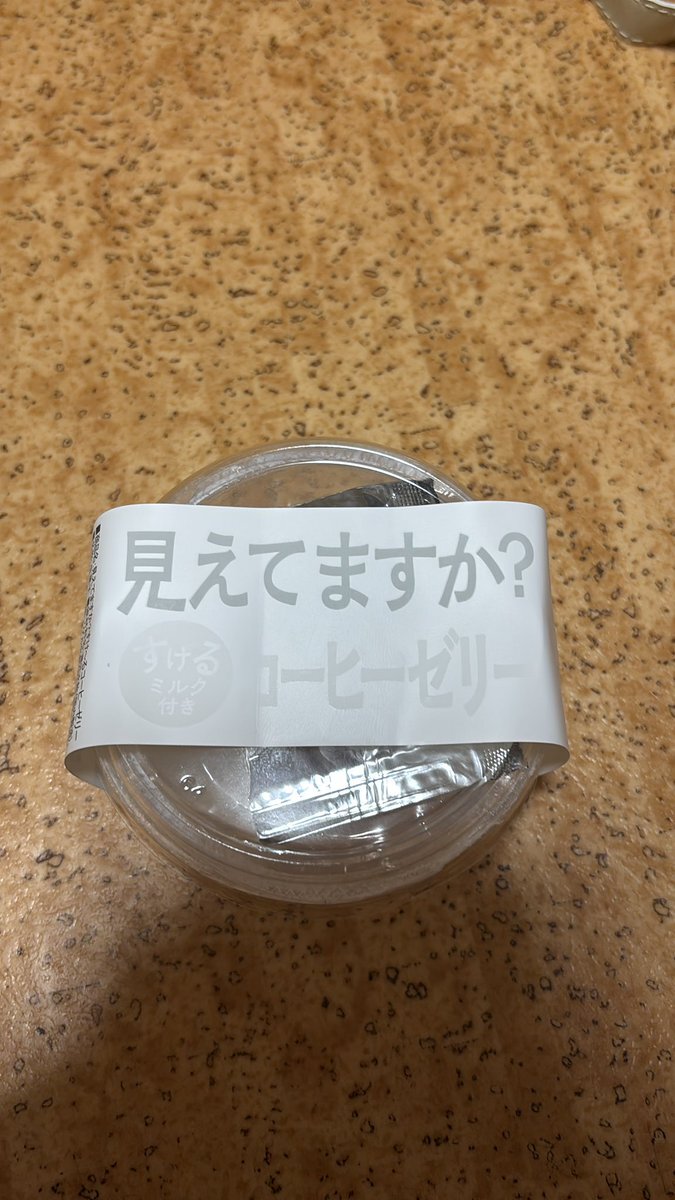 見えてますか?
すける
ミルク
付き
コーヒーゼリー